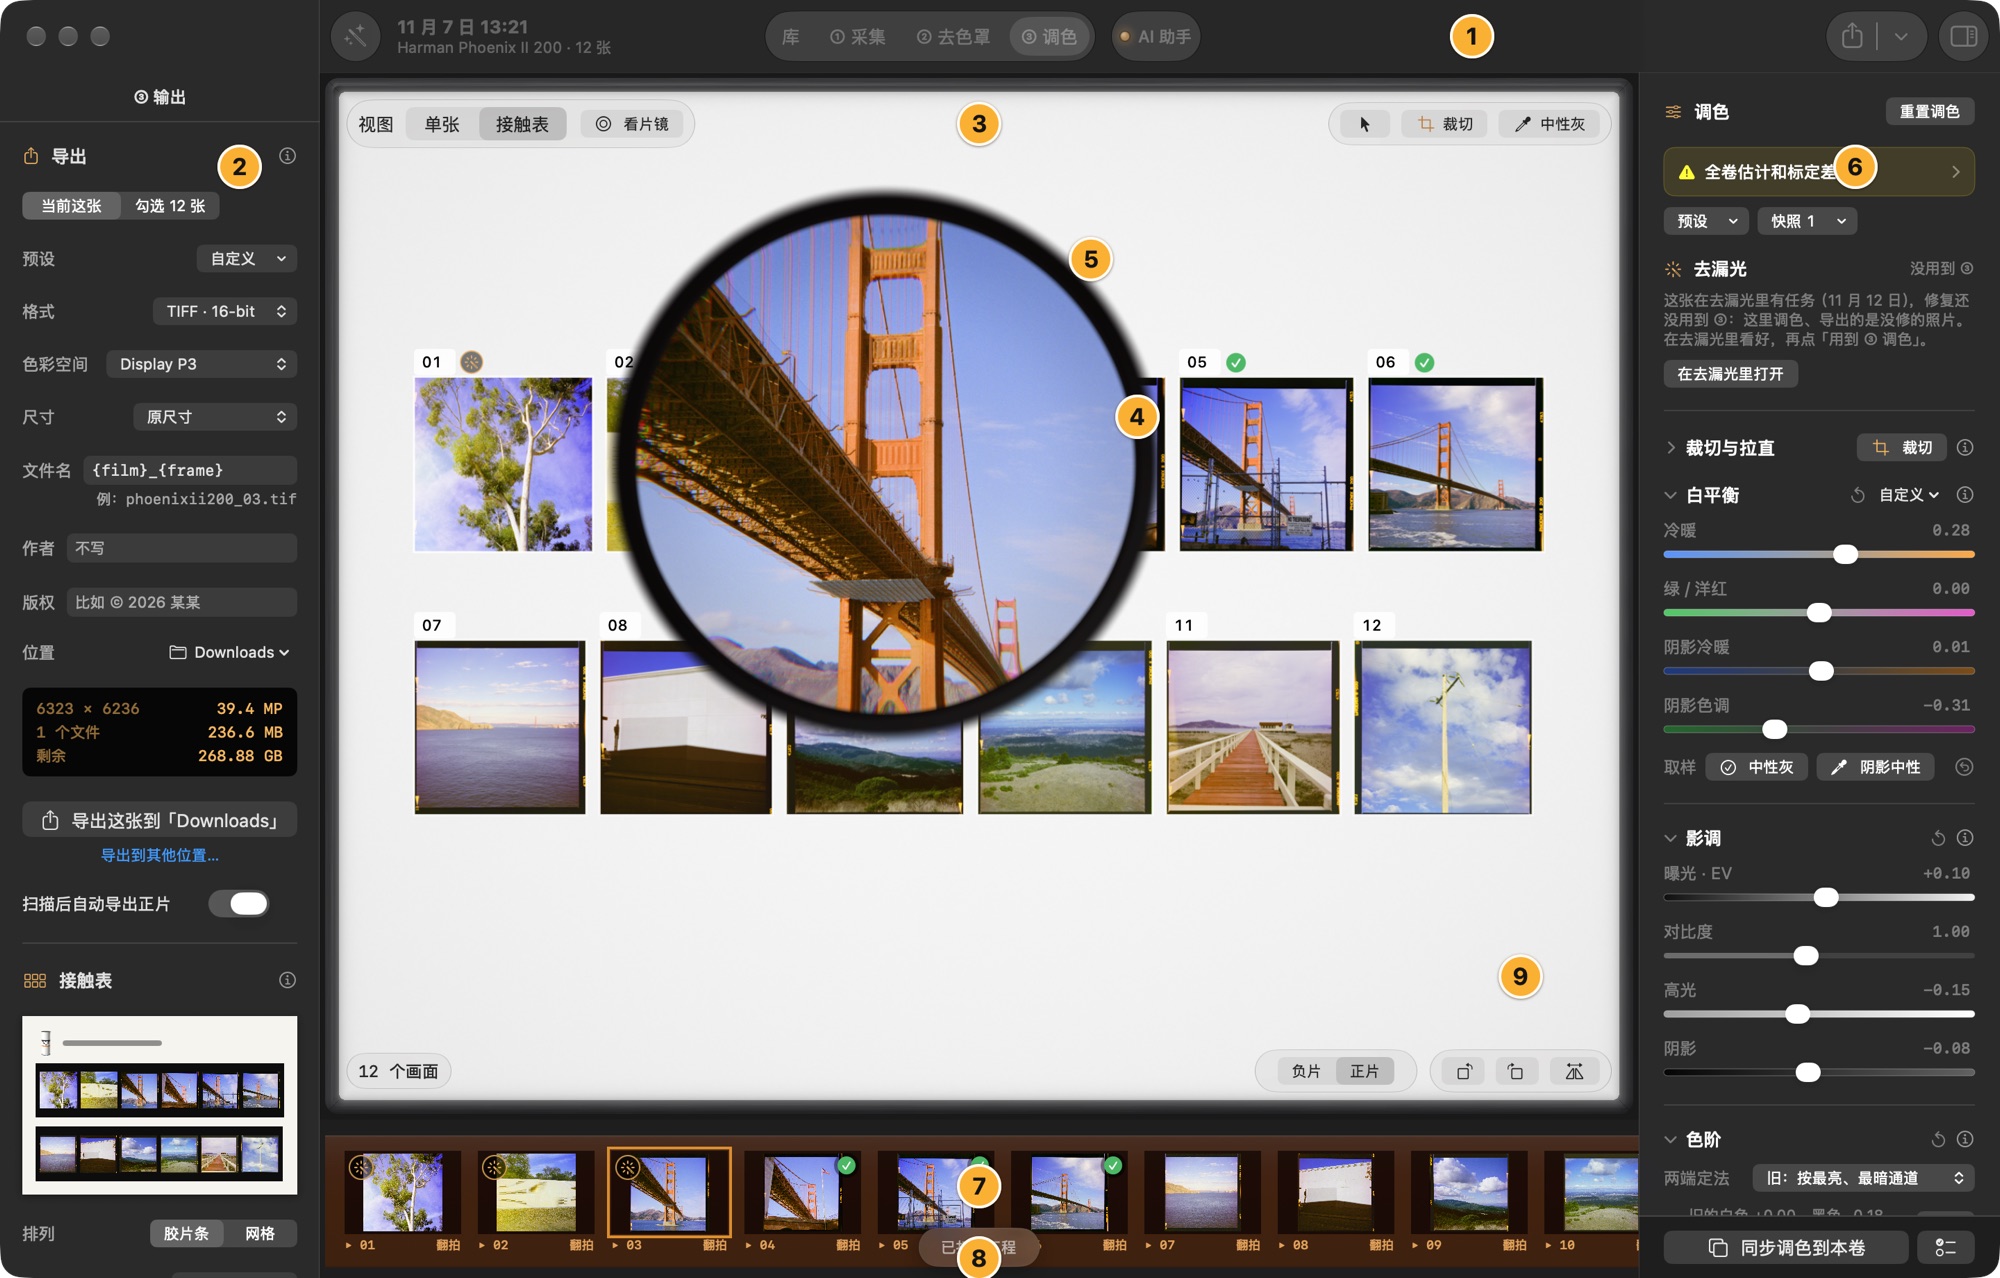 11 月 7 日 13:21
Harman Phoenix II 200 · 12 张
库
① 采集
② 去色罩
③ 调色
AI 助手
1
③ 输出
导出
2
当前这张
勾选 12 张
预设
自定义
格式
TIFF · 16-bit
色彩空间
Display P3
尺寸
原尺寸
文件名
{film}_{frame}
例: phoenixii200_03.tif
作者
不写
版权
比如 © 2026 某某
位置
Downloads
6323 × 6236
39.4 MP
1 个文件
236.6 MB
剩余
268.88 GB
导出这张到「Downloads」
导出到其他位置...
扫描后自动导出正片
接触表
排列
胶片条
网格
视图
单张
接触表
看片镜
3
裁切
中性灰
5
4
01
02
05
06
07
08
11
12
9
12 个画面
负片
正片
01
翻拍
02
翻拍
03
翻拍
04
翻拍
05
7
8
翻拍
07
翻拍
08
翻拍
09
翻拍
10
调色
重置调色
全卷估计和标定差
6
预设
快照 1
去漏光
没用到 ③
这张在去漏光里有任务（11 月 12 日），修复还
没用到 ③：这里调色、导出的是没修的照片。
在去漏光里看好，再点「用到 ③ 调色」。
在去漏光里打开
裁切与拉直
裁切
白平衡
自定义
冷暖
0.28
绿 / 洋红
0.00
阴影冷暖
0.01
阴影色调
-0.31
取样
中性灰
阴影中性
影调
曝光 · EV
+0.10
对比度
1.00
高光
-0.15
阴影
-0.08
色阶
两端定法
旧：按最亮、最暗通道
同步调色到本卷